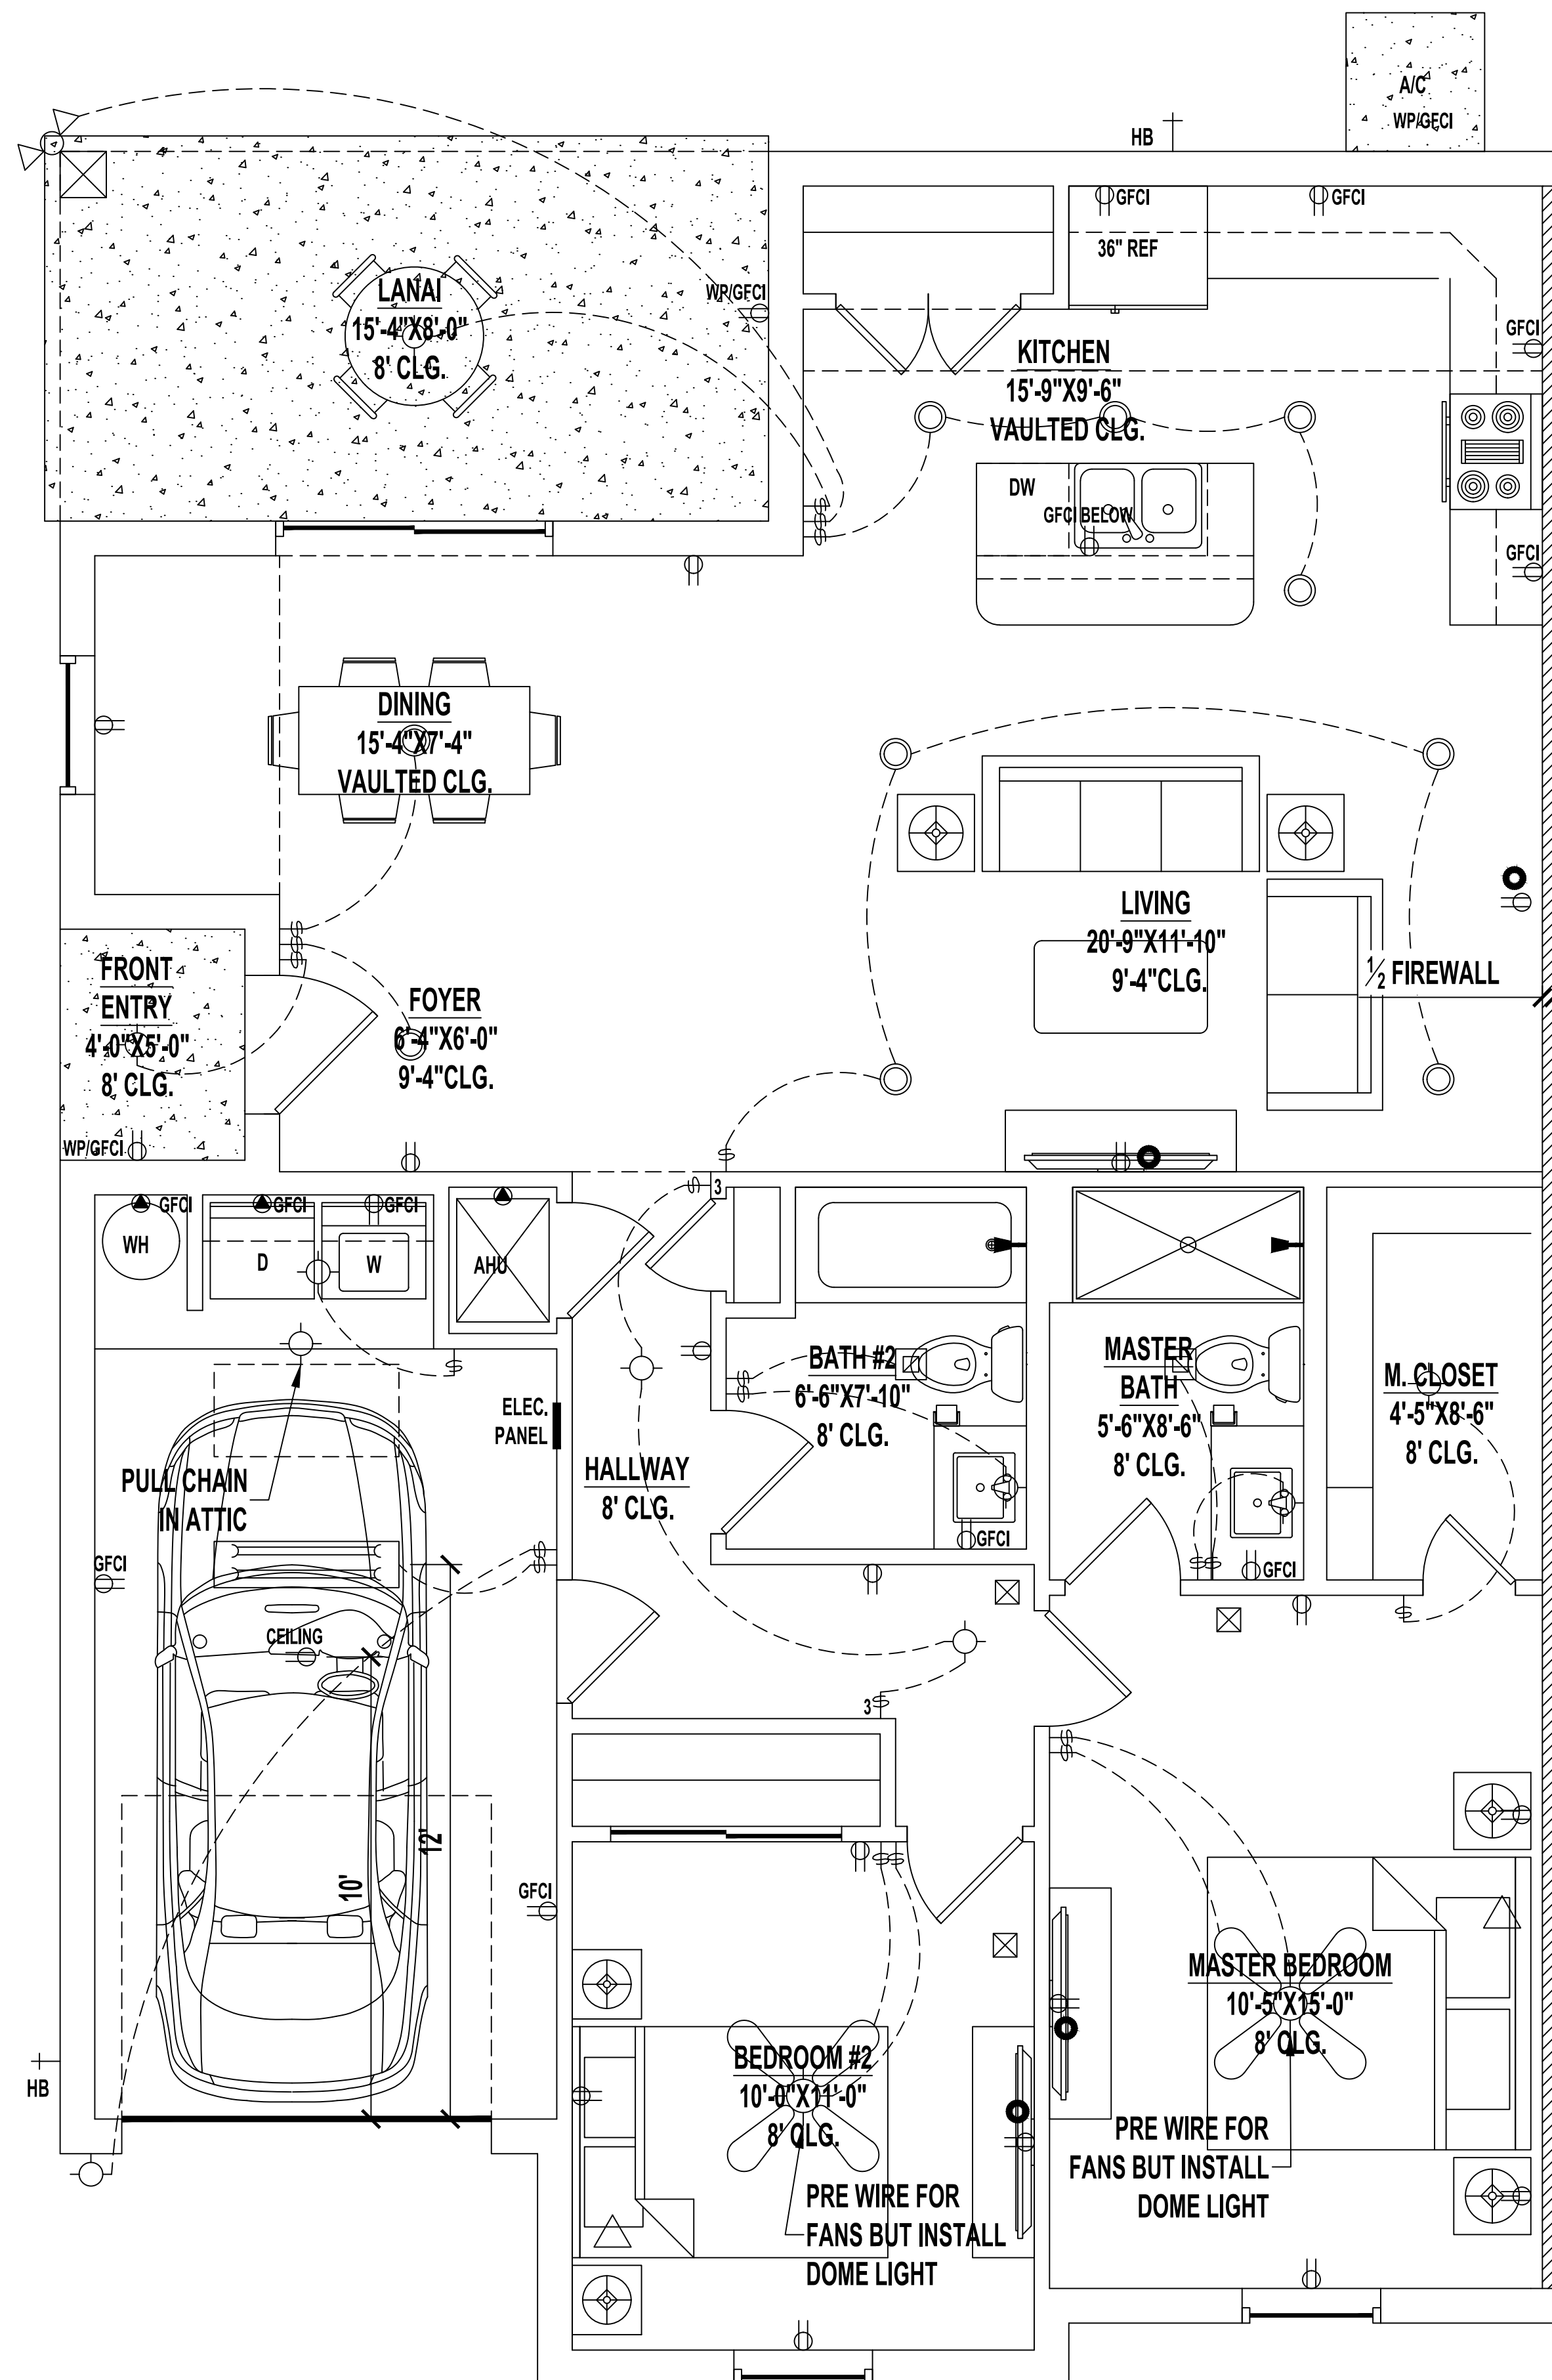 A/C
WP/GFCI
HB
GFCI
GFCI
36" REF
LANAI
15'-4"X8'-0"
8' CLG.
WP/GFCI
GFCI
KITCHEN
15'-9"X9'-6"
VAULTED CLG.
DW
GFCI BELOW
GFCI
DINING
15'-4"X7'-4"
VAULTED CLG.
LIVING
20'-9"X11'-10"
9'-4"CLG.
1/2 FIREWALL
FRONT
ENTRY
4'-0"X5'-0"
8' CLG.
FOYER
6'-4"X6'-0"
9'-4"CLG.
WP/GFCI
3
GFCI
GFCI
GFCI
WH
D
W
AHU
BATH #2
6'-6"X7'-10"
8' CLG.
MASTER
BATH
5'-6"X8'-6"
8' CLG.
M. CLOSET
4'-5"X8'-6"
8' CLG.
ELEC.
PANEL
PULL CHAIN
IN ATTIC
HALLWAY
8' CLG.
GFCI
GFCI
GFCI
CEILING
3
12'
10'
GFCI
MASTER BEDROOM
10'-5"X15'-0"
8' CLG.
BEDROOM #2
10'-0"X11'-0"
8' CLG.
HB
PRE WIRE FOR
FANS BUT INSTALL
DOME LIGHT
PRE WIRE FOR
FANS BUT INSTALL
DOME LIGHT